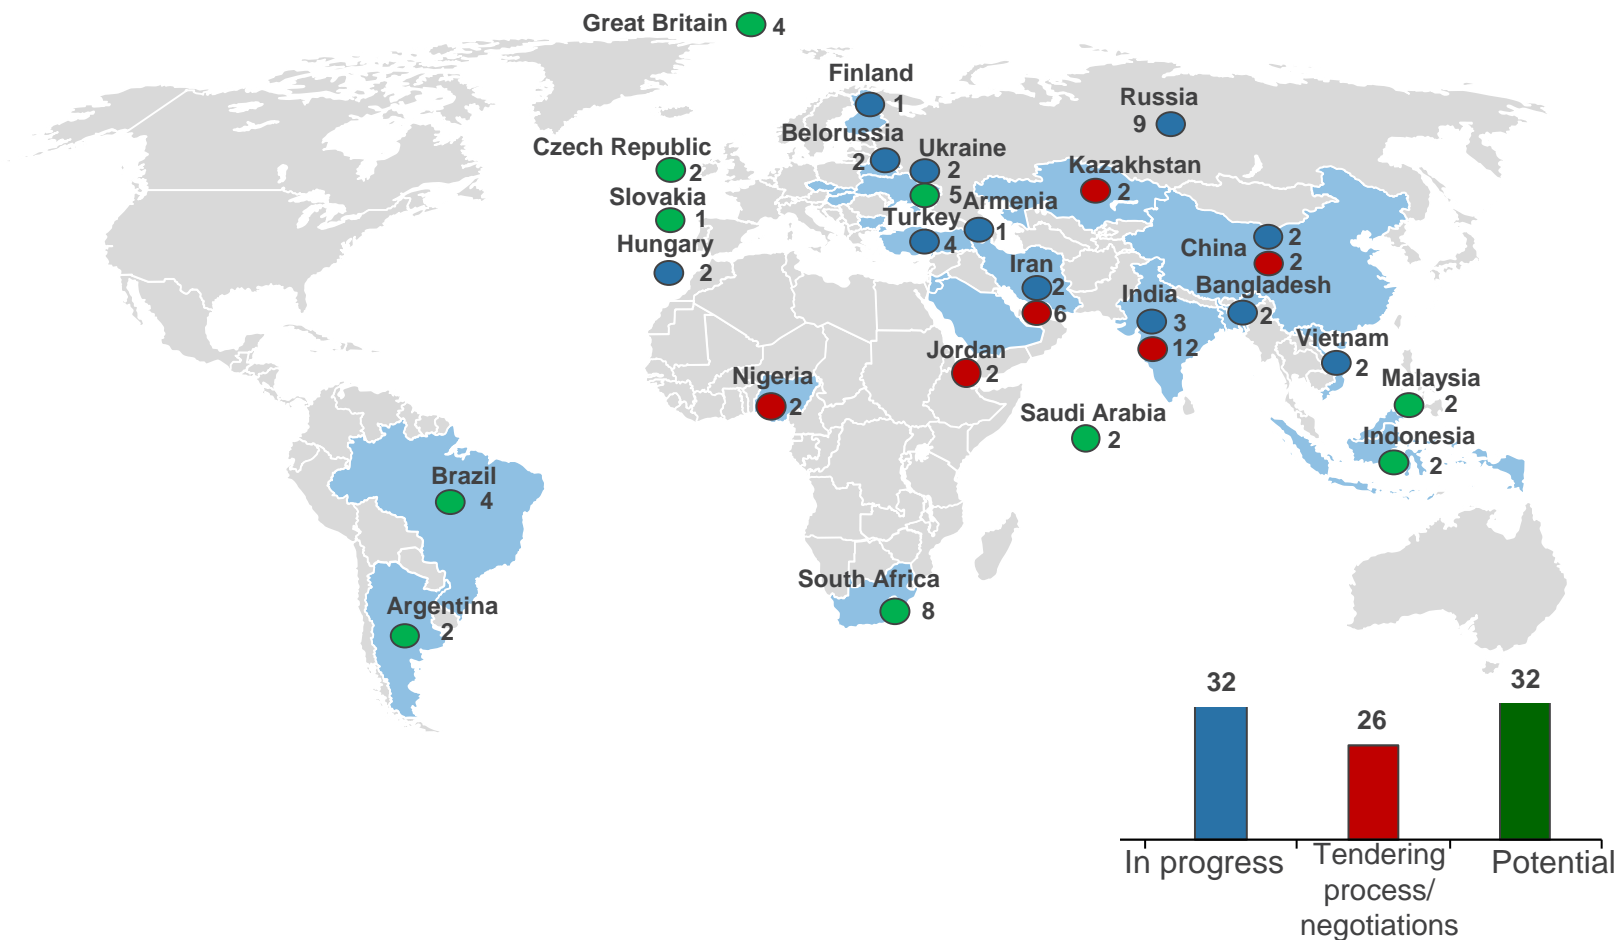 Great Britain 4
Finland
1
Russia
9
Belorussia
2
Ukraine
2
5
Czech Republic
2
Kazakhstan
2
Slovakia
1
Armenia
1
Turkey
4
Hungary
2
China
2
2
Iran
2
6
India
3
12
Bangladesh
2
Vietnam
2
Jordan
2
Nigeria
2
Malaysia
2
Saudi Arabia
2
Indonesia
2
Brazil
4
South Africa
8
Argentina
2
32
26
32
In progress
Tendering
process/
negotiations
Potential